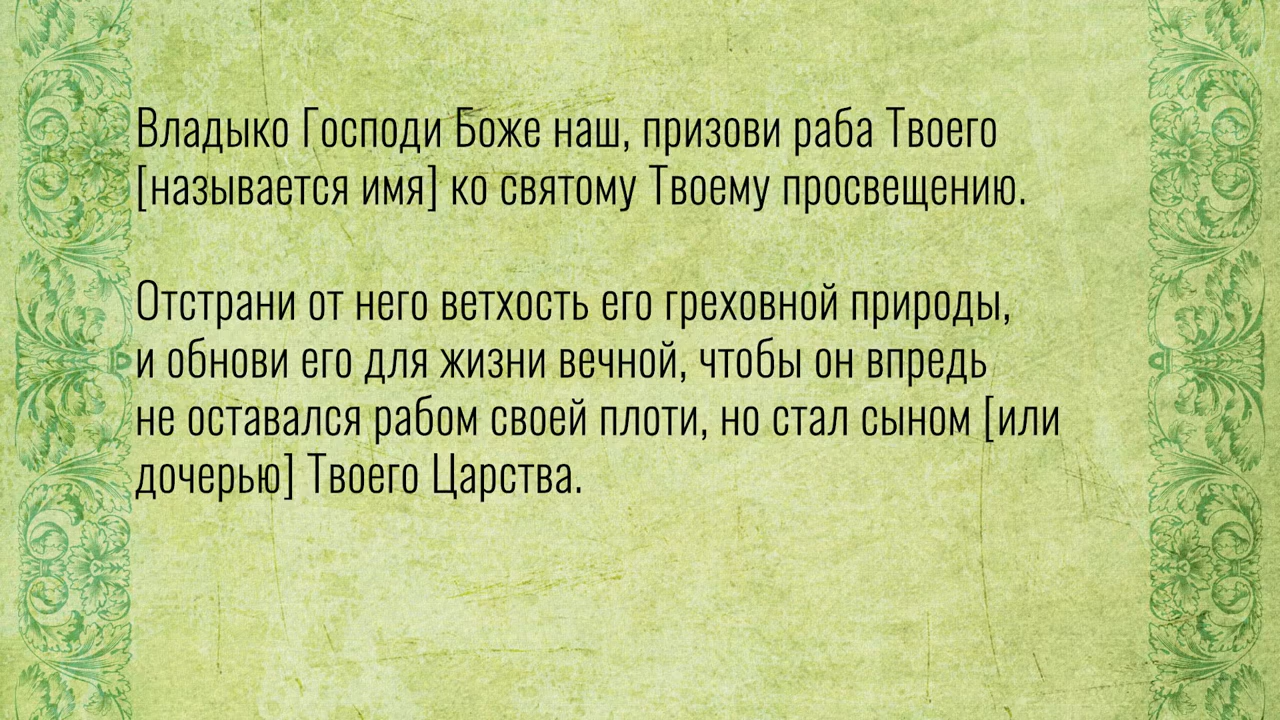 Владыко Господи Боже наш, призови раба Твоего
[называется имя] ко святому Твоему просвещению.
Отстрани от него ветхость его греховной природы,
и обнови его для жизни вечной, чтобы он впредь
не оставался рабом своей плоти, но стал сыном [или
дочерью] Твоего Царства.